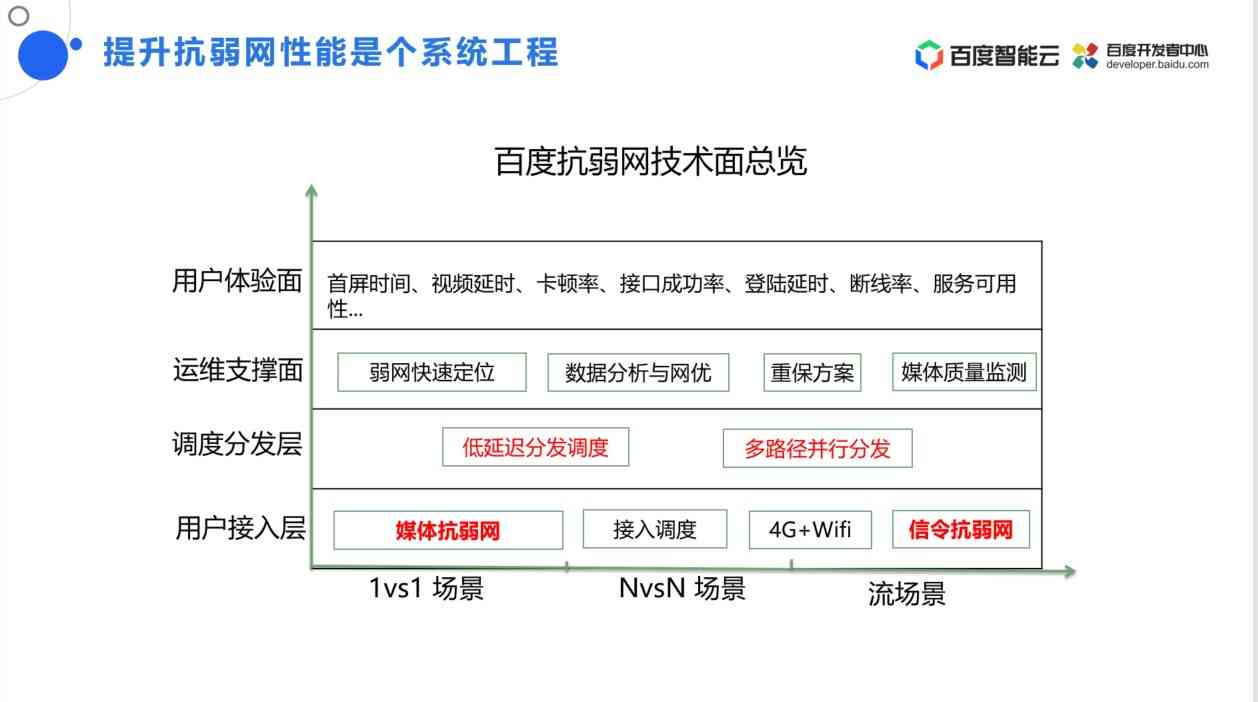 提升抗弱网性能是个系统工程
百度智能云
百度开发者中心
developer.baidu.com
百度抗弱网技术面总览
用户体验面
首屏时间、视频延时、卡顿率、接口成功率、登陆延时、断线率、服务可用
性...
运维支撑面
弱网快速定位
数据分析与网优
重保方案
媒体质量监测
调度分发层
低延迟分发调度
多路径并行分发
用户接入层
媒体抗弱网
接入调度
4G+Wifi
信令抗弱网
1vs1 场景
NvsN 场景
流场景